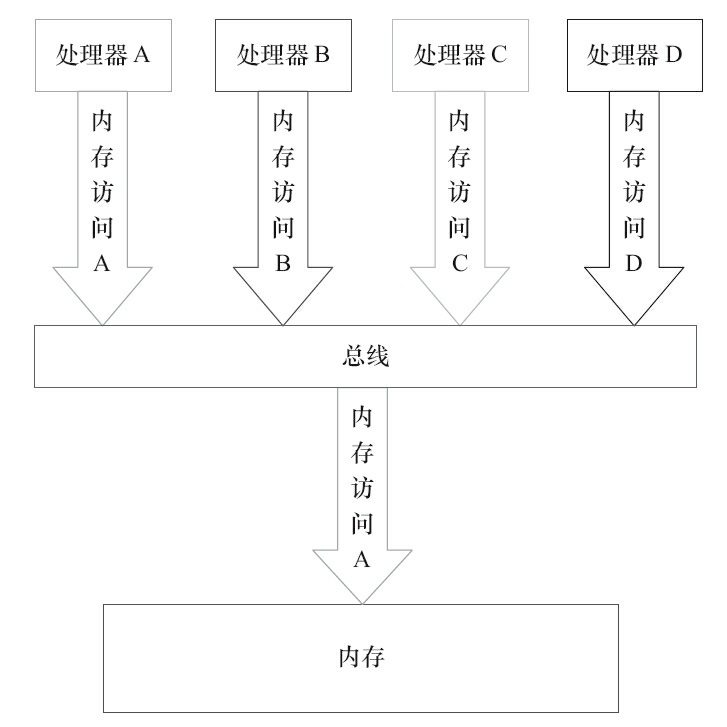 处理器 A
处理器 B
处理器 C
处理器 D
内存访问 A
内存访问 B
内存访问 C
内存访问 D
总线
内存访问 A
内存